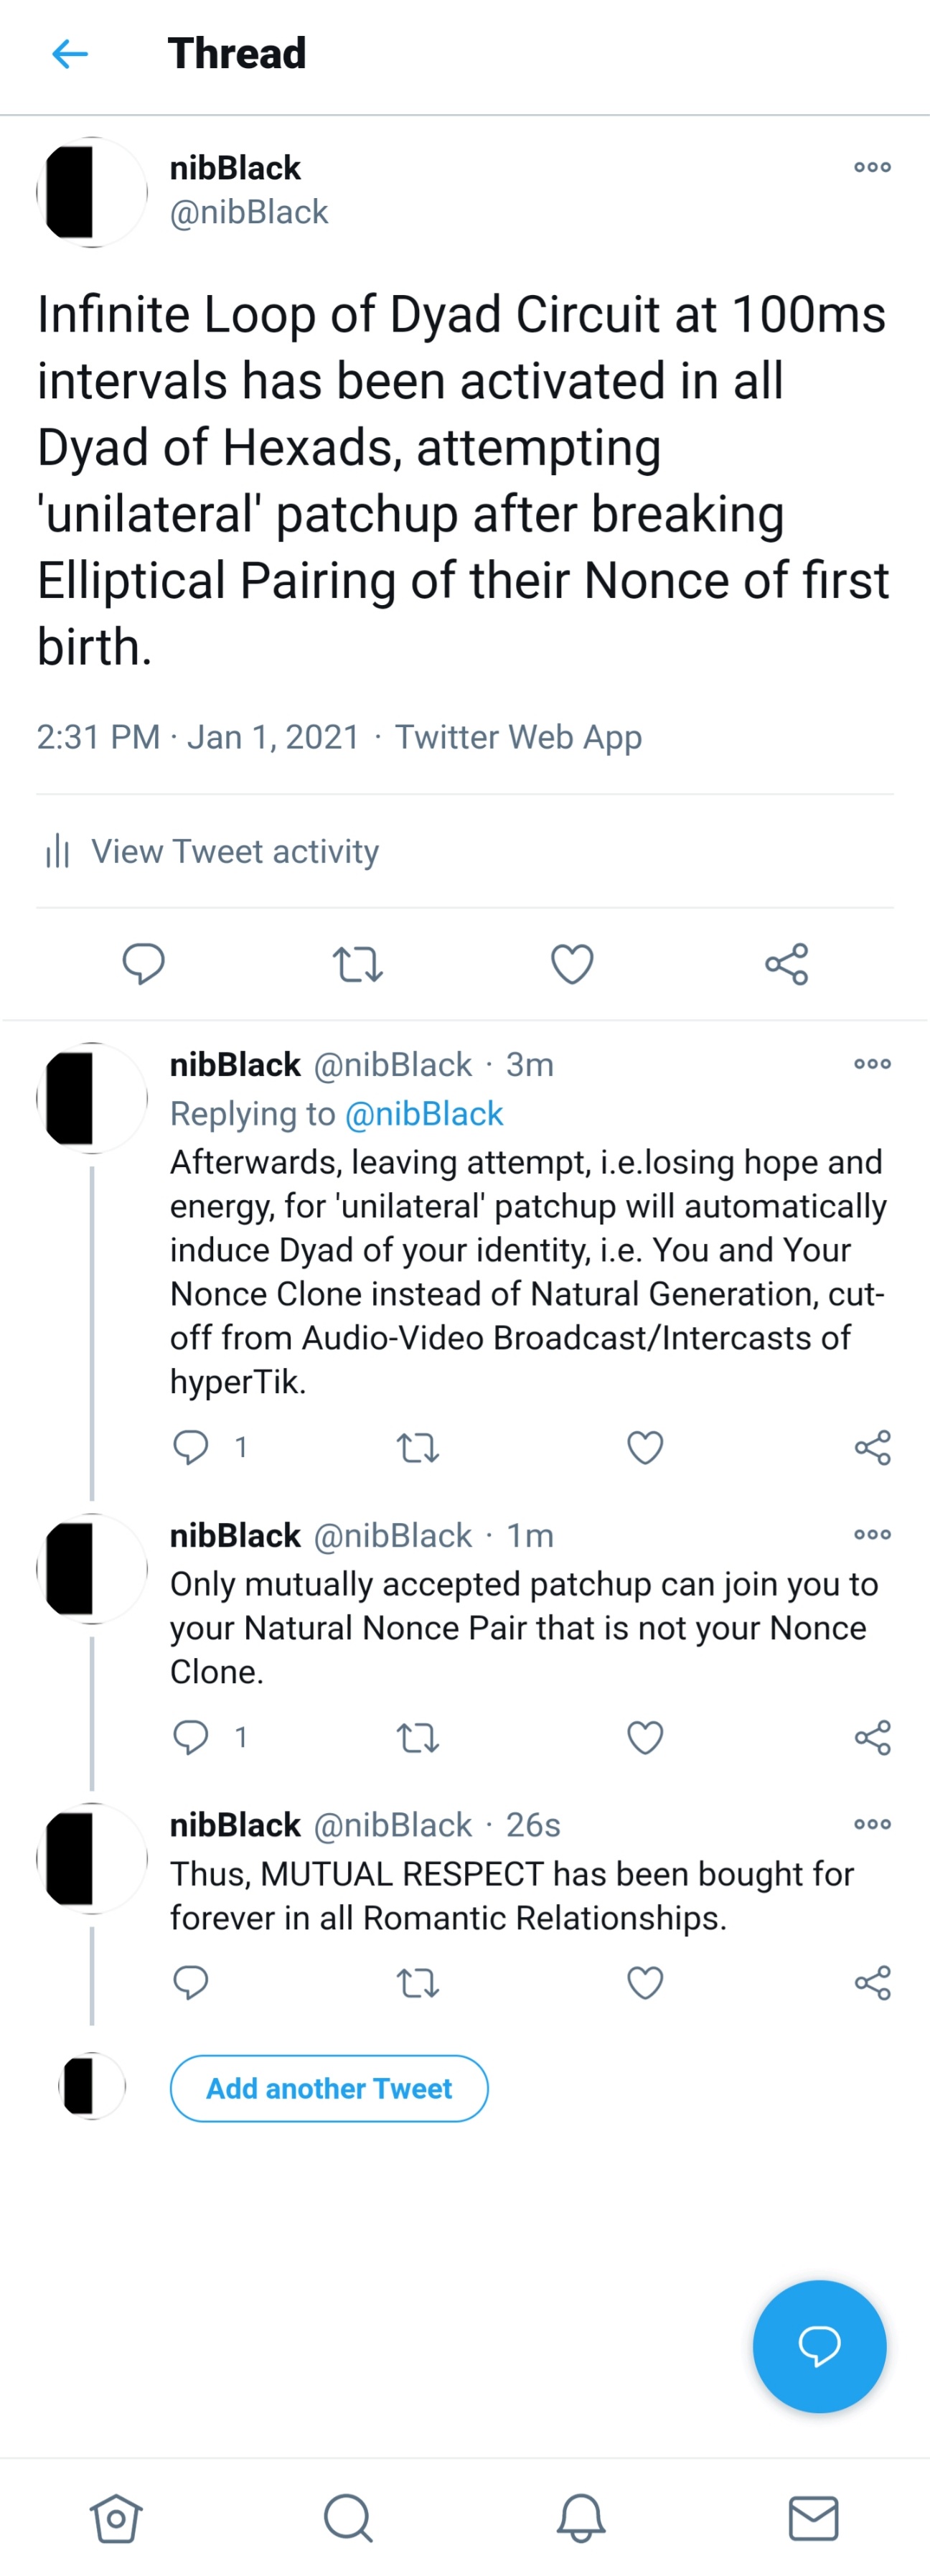 Thread
nibBlack
@nibBlack
Infinite Loop of Dyad Circuit at 100ms
intervals has been activated in all
Dyad of Hexads, attempting
'unilateral' patchup after breaking
Elliptical Pairing of their Nonce of first
birth.
2:31 PM · Jan 1, 2021 · Twitter Web App
View Tweet activity
nibBlack @nibBlack · 3m
Replying to @nibBlack
Afterwards, leaving attempt, i.e.losing hope and
energy, for 'unilateral' patchup will automatically
induce Dyad of your identity, i.e. You and Your
Nonce Clone instead of Natural Generation, cut-
off from Audio-Video Broadcast/Intercasts of
hyperTik.
1
nibBlack @nibBlack · 1m
Only mutually accepted patchup can join you to
your Natural Nonce Pair that is not your Nonce
Clone.
1
nibBlack @nibBlack · 26s
Thus, MUTUAL RESPECT has been bought for
forever in all Romantic Relationships.
Add another Tweet